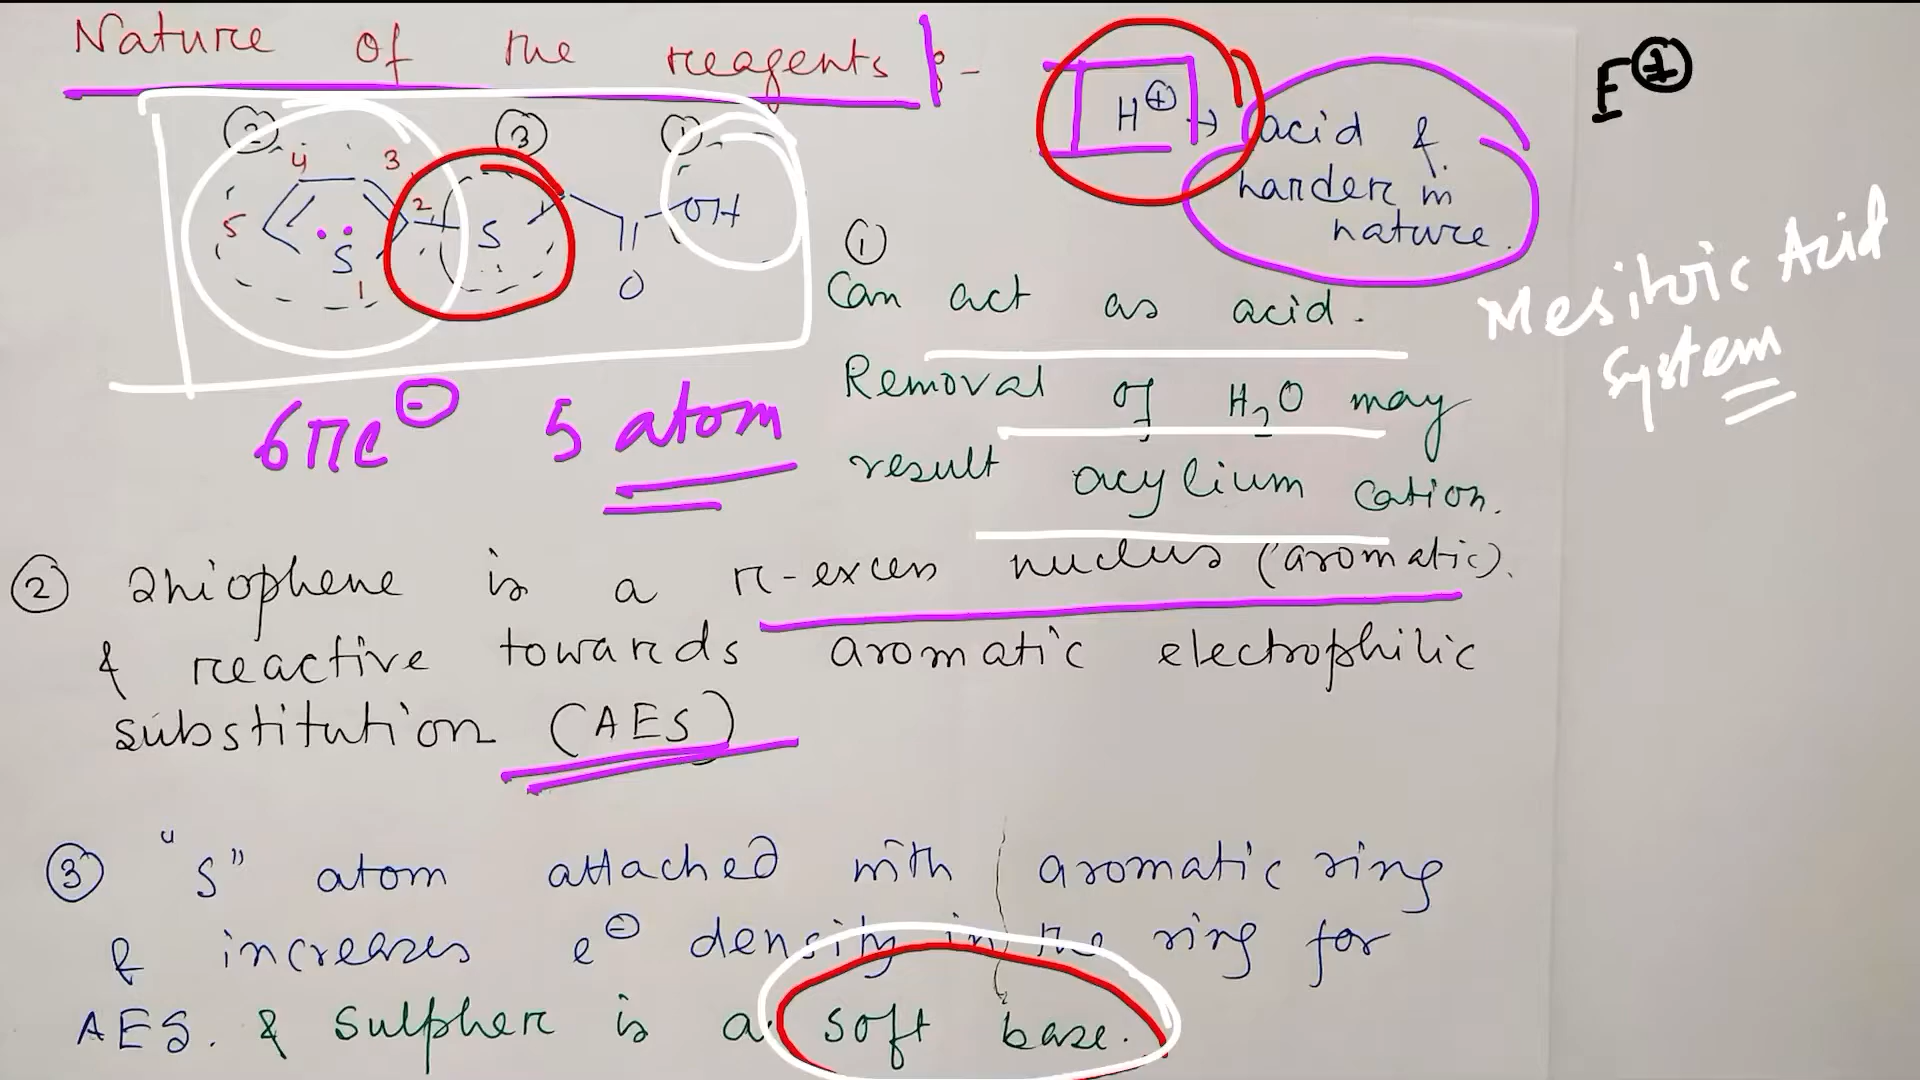 Nature of the reagents :-
H⊕ → acid &
harder in
nature.
E⊕
② ③ ①
4 3
5 2 S OH
S
1 O
①
Can act as acid.
Removal of H₂O may
result acylium cation.
Mesitoic Acid
System
6πe⊖ 5 atom
② Thiophene is a π-excess nucleus (aromatic).
& reactive towards aromatic electrophilic
substitution (AES)
③ "S" atom attached with aromatic ring
& increases e⊖ density in the ring for
AES. & Sulpher is a soft base.